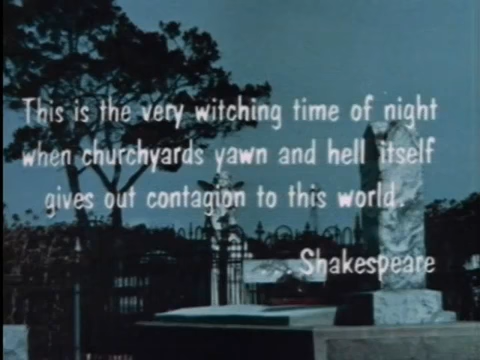 This is the very witching time of night
when churchyards yawn and hell itself
gives out contagion to this world.
... Shakespeare